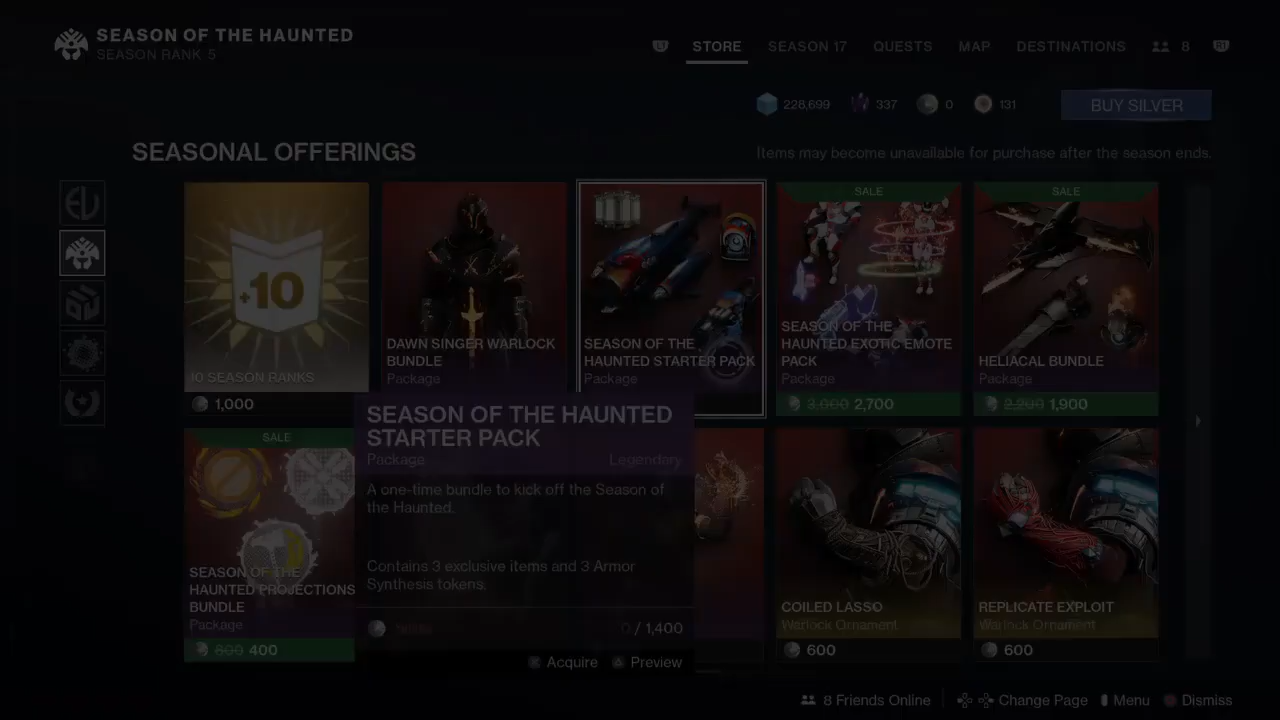 SEASON OF THE HAUNTED
SEASON RANK 5
L1 STORE SEASON 17 QUESTS MAP DESTINATIONS 8 R1
228,699 337 0 131 BUY SILVER
SEASONAL OFFERINGS
Items may become unavailable for purchase after the season ends.
+10
10 SEASON RANKS
1,000
DAWN SINGER WARLOCK
BUNDLE
Package
SEASON OF THE
HAUNTED STARTER PACK
Package
SALE
SEASON OF THE
HAUNTED EXOTIC EMOTE
PACK
Package
3,000 2,700
SALE
HELIACAL BUNDLE
Package
2,200 1,900
SALE
SEASON OF THE
HAUNTED PROJECTIONS
BUNDLE
Package
800 400
SEASON OF THE HAUNTED
STARTER PACK
Package Legendary
A one-time bundle to kick off the Season of
the Haunted.
Contains 3 exclusive items and 3 Armor
Synthesis tokens.
0 / 1,400
Acquire Preview
COILED LASSO
Warlock Ornament
600
REPLICATE EXPLOIT
Warlock Ornament
600
8 Friends Online Change Page Menu Dismiss